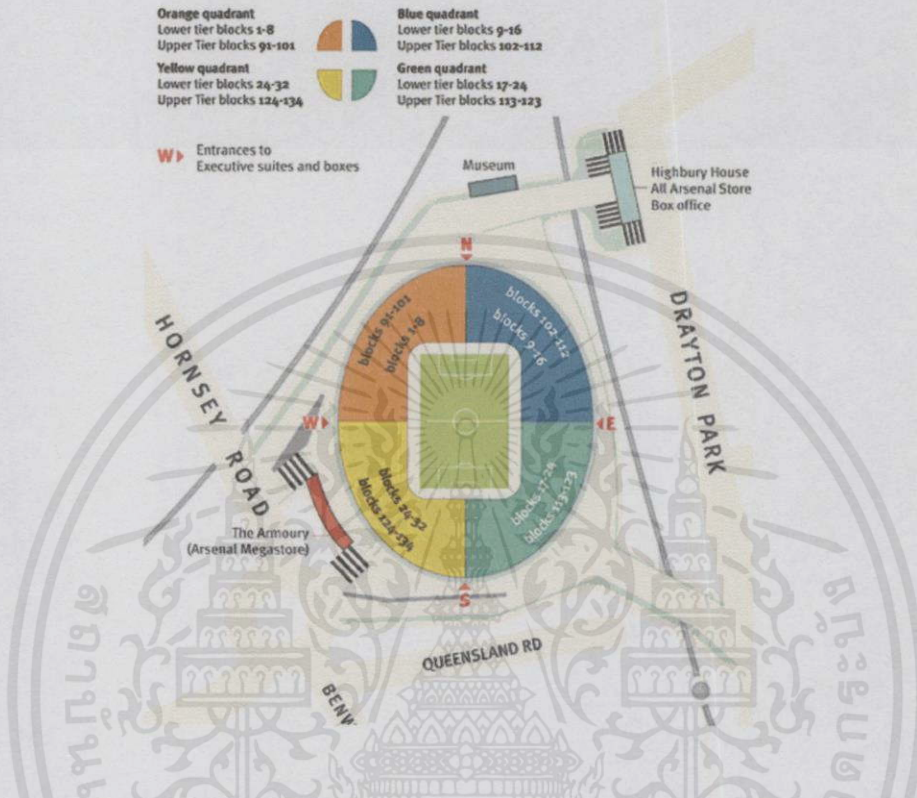 Orange quadrant
Lower tier blocks 1-8
Upper Tier blocks 91-101
Blue quadrant
Lower tier blocks 9-16
Upper Tier blocks 102-112
Yellow quadrant
Lower tier blocks 24-32
Upper Tier blocks 124-134
Green quadrant
Lower tier blocks 17-24
Upper Tier blocks 113-123
W Entrances to
Executive suites and boxes
Museum
Highbury House
All Arsenal Store
Box office
N
blocks 91-101
blocks 1-8
blocks 102-112
blocks 9-16
HORNSEY ROAD
DRAYTON PARK
W
E
blocks 24-32
blocks 124-134
blocks 17-24
blocks 113-123
The Armoury
(Arsenal Megastore)
S
QUEENSLAND RD
BENW